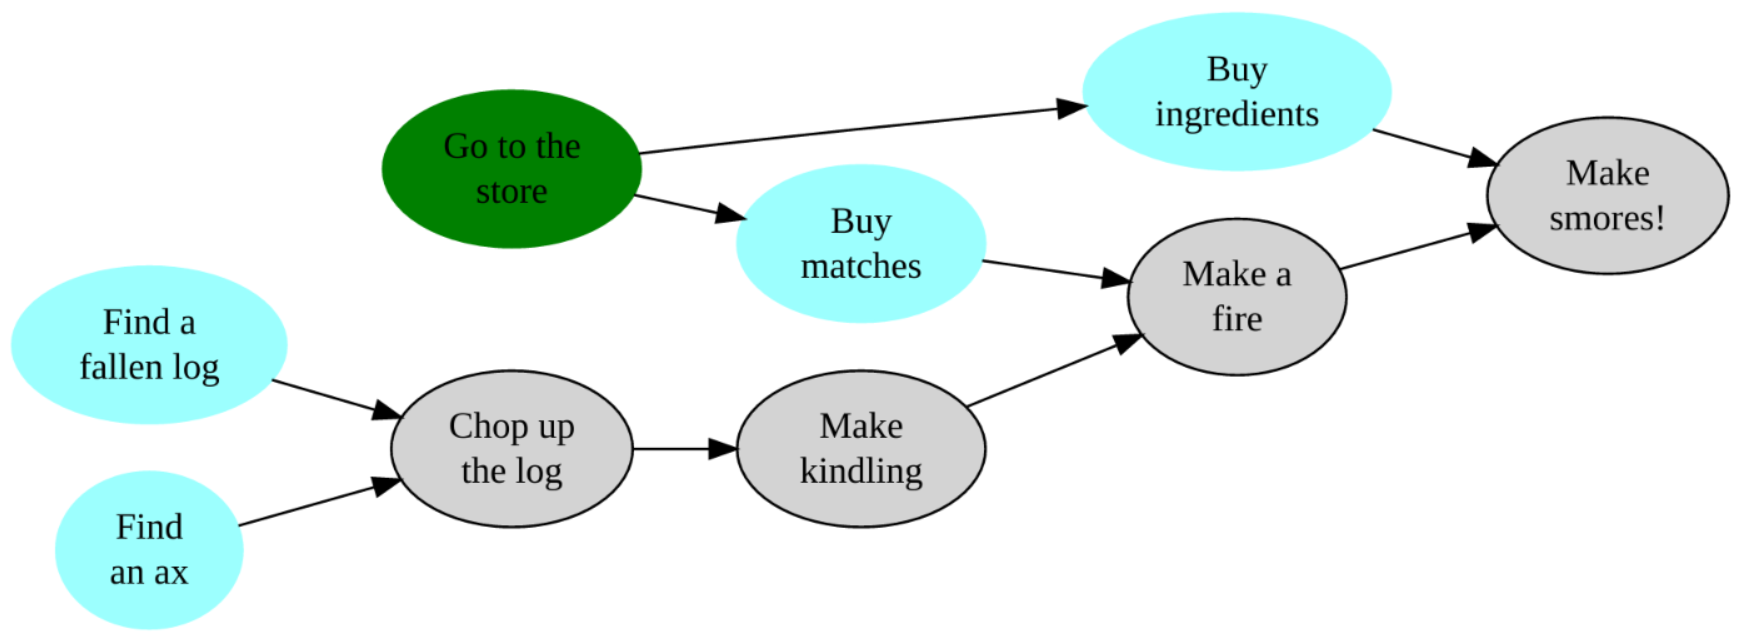 Buy
ingredients
Go to the
store
Make
smores!
Buy
matches
Make a
fire
Find a
fallen log
Chop up
the log
Make
kindling
Find
an ax